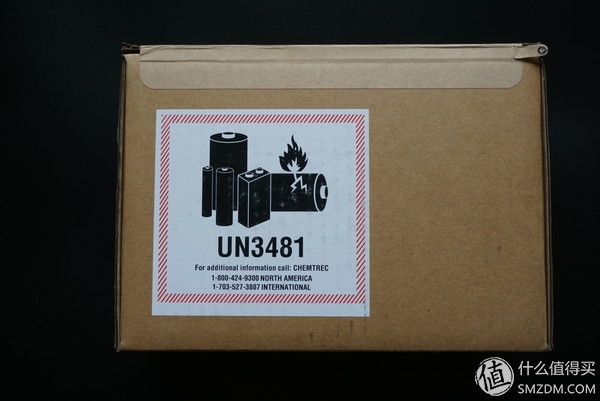 UN3481
For additional information call: CHEMTREC
1-800-424-9300 NORTH AMERICA
1-703-527-3887 INTERNATIONAL
值 什么值得买
SMZDM.COM